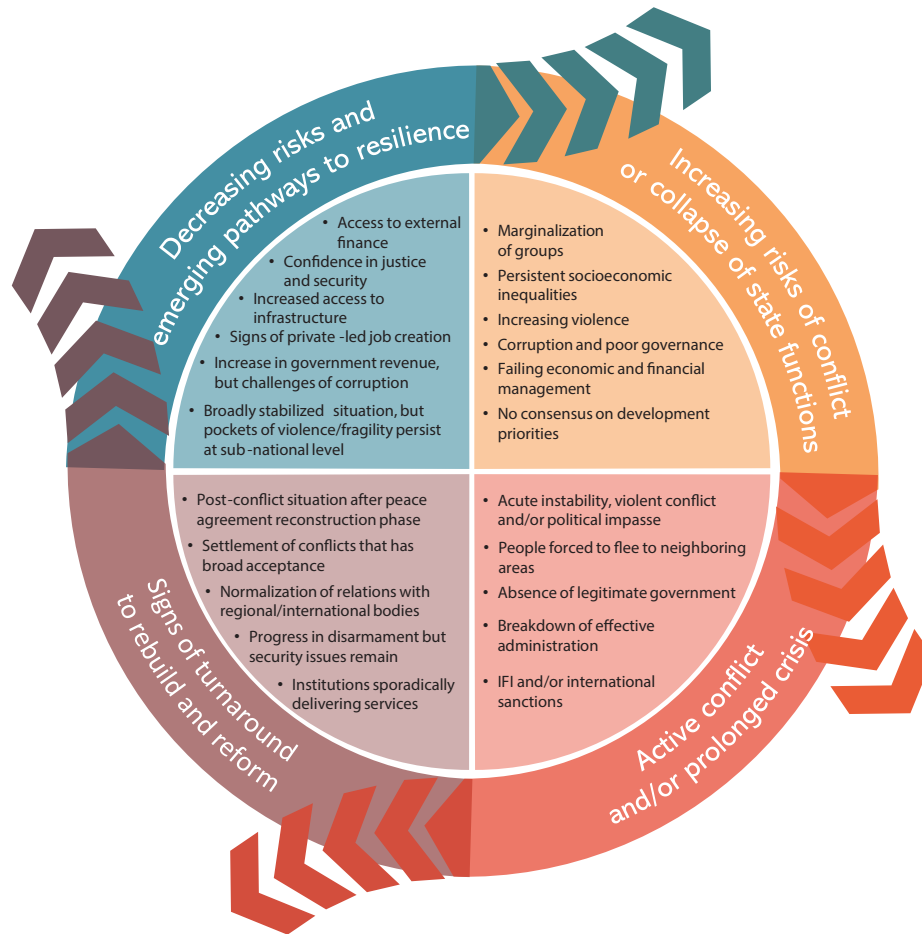 Decreasing risks and
emerging pathways to resilience
• Access to external
finance
• Confidence in justice
and security
• Increased access to
infrastructure
• Signs of private -led job creation
• Increase in government revenue,
but challenges of corruption
• Broadly stabilized situation, but
pockets of violence/fragility persist
at sub-national level
Increasing risks of conflict
or collapse of state functions
• Marginalization
of groups
• Persistent socioeconomic
inequalities
• Increasing violence
• Corruption and poor governance
• Failing economic and financial
management
• No consensus on development
priorities
Signs of turnaround
to rebuild and reform
• Post-conflict situation after peace
agreement reconstruction phase
• Settlement of conflicts that has
broad acceptance
• Normalization of relations with
regional/international bodies
• Progress in disarmament but
security issues remain
• Institutions sporadically
delivering services
Active conflict
and/or prolonged crisis
• Acute instability, violent conflict
and/or political impasse
• People forced to flee to neighboring
areas
• Absence of legitimate government
• Breakdown of effective
administration
• IFI and/or international
sanctions